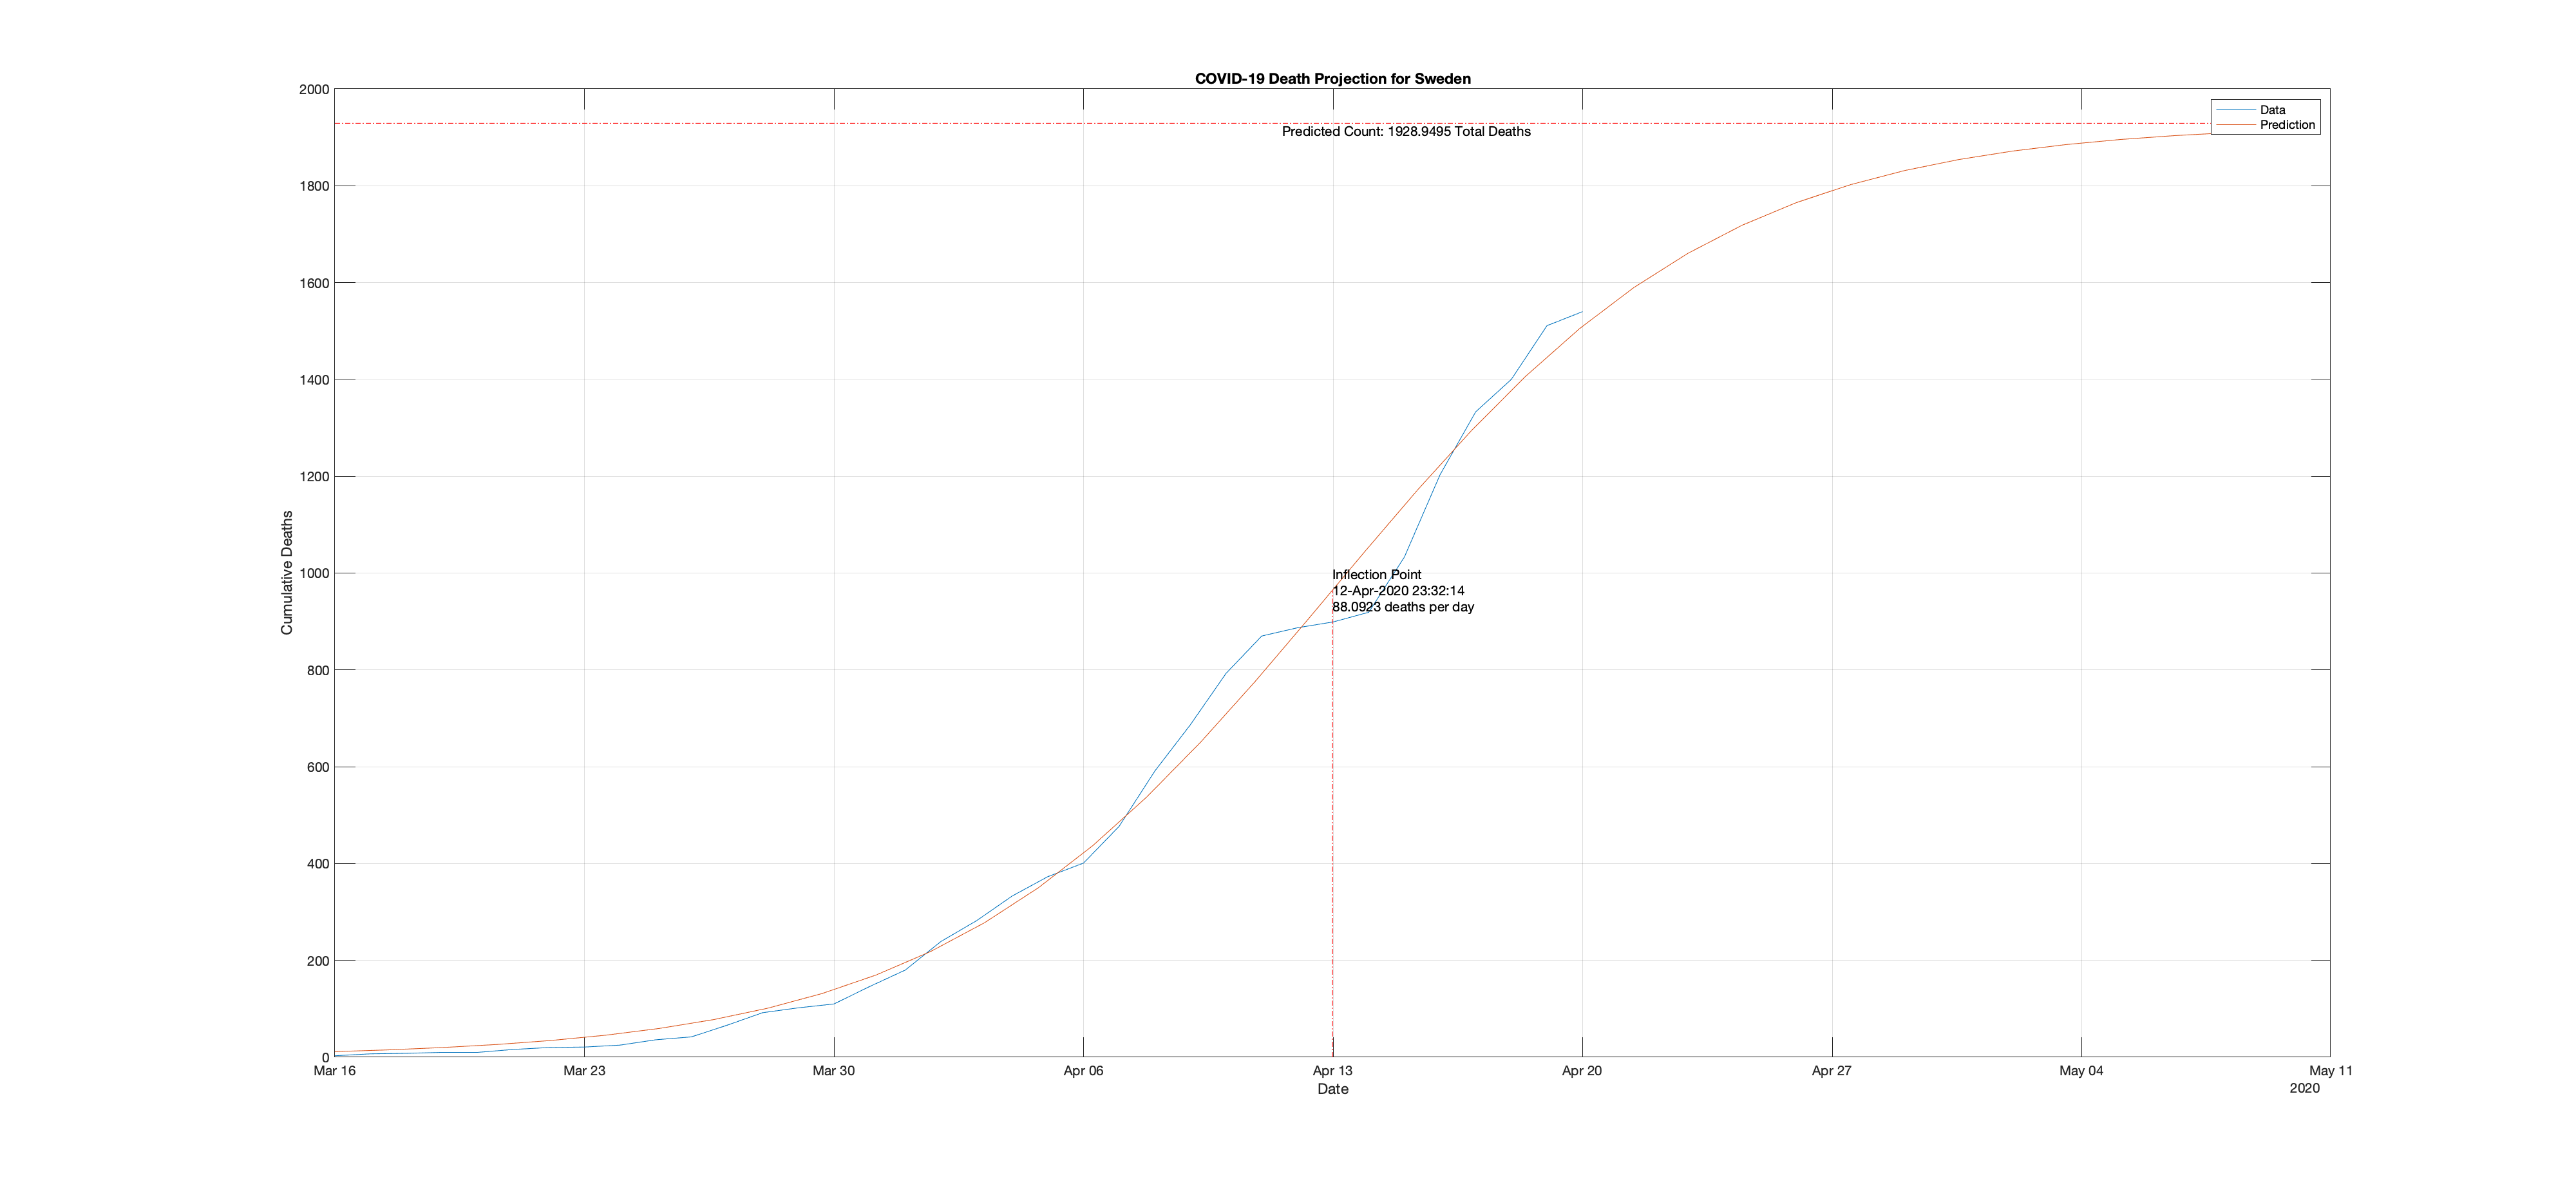 COVID-19 Death Projection for Sweden
2000
1800
1600
1400
1200
1000
800
600
400
200
0
Cumulative Deaths
Predicted Count: 1928.9495 Total Deaths
Data
Prediction
Inflection Point
12-Apr-2020 23:32:14
88.0923 deaths per day
Mar 16 Mar 23 Mar 30 Apr 06 Apr 13 Apr 20 Apr 27 May 04 May 11
Date
2020